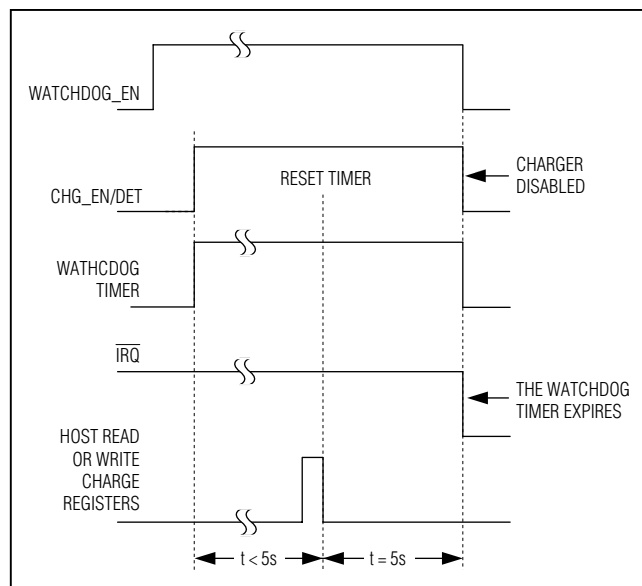 WATCHDOG_EN
CHG_EN/DET
RESET TIMER
CHARGER
DISABLED
WATHCDOG
TIMER
IRQ
THE WATCHDOG
TIMER EXPIRES
HOST READ
OR WRITE
CHARGE
REGISTERS
t < 5s
t = 5s